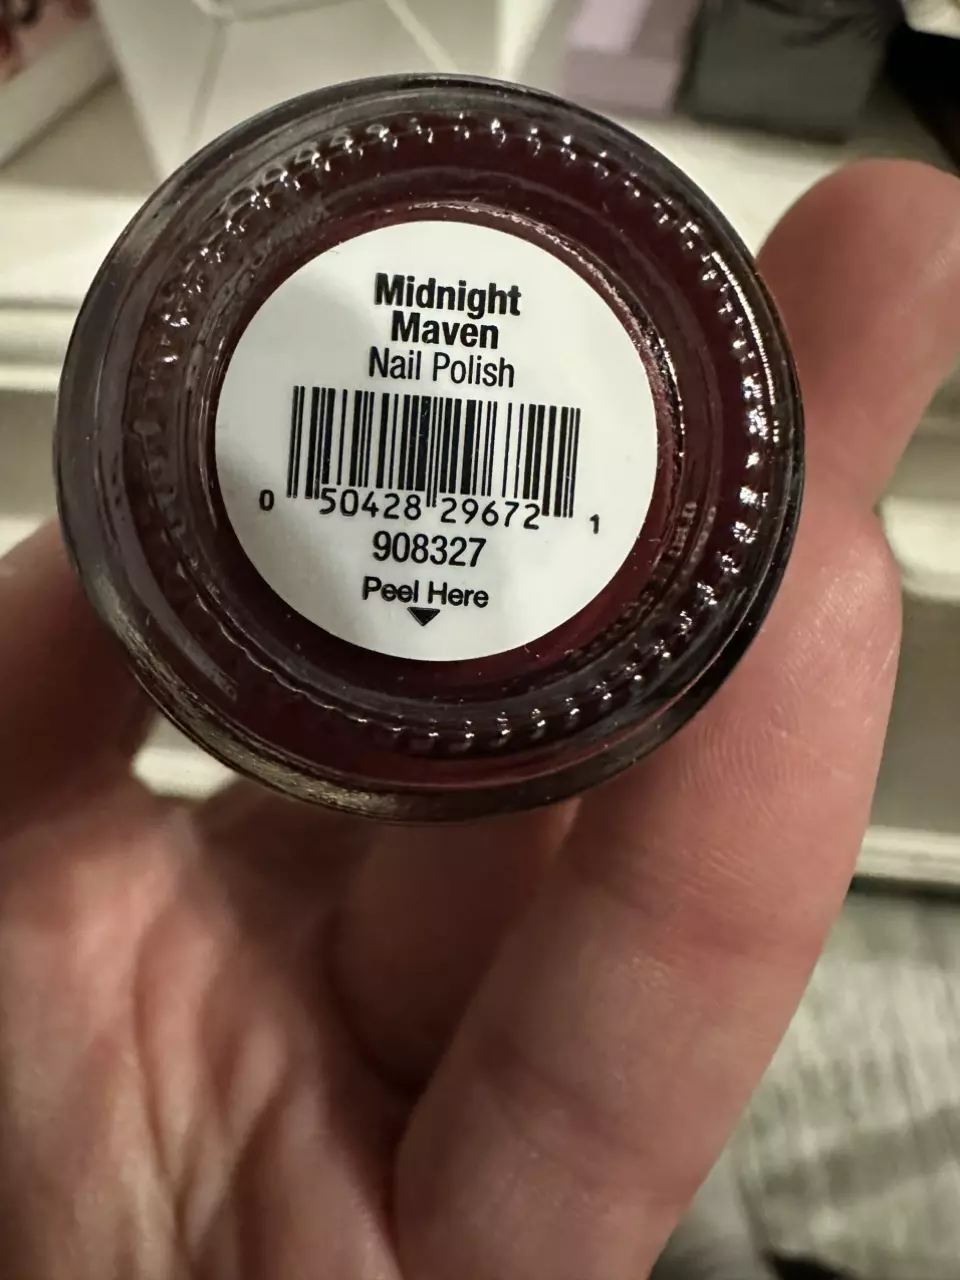 Midnight
Maven
Nail Polish
0 50428 29672 1
908327
Peel Here